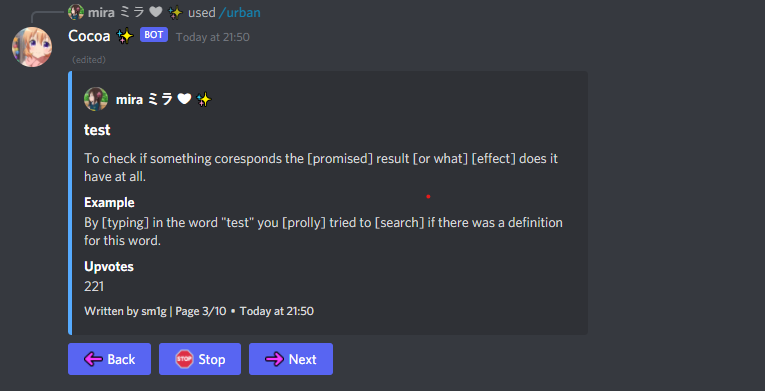 mira ミラ 🤍 ✨ used /urban
Cocoa ✨ BOT Today at 21:50
(edited)
mira ミラ 🤍 ✨
test
To check if something coresponds the [promised] result [or what] [effect] does it
have at all.
Example
By [typing] in the word "test" you [prolly] tried to [search] if there was a definition
for this word.
Upvotes
221
Written by sm1g | Page 3/10 • Today at 21:50
Back STOP Stop Next